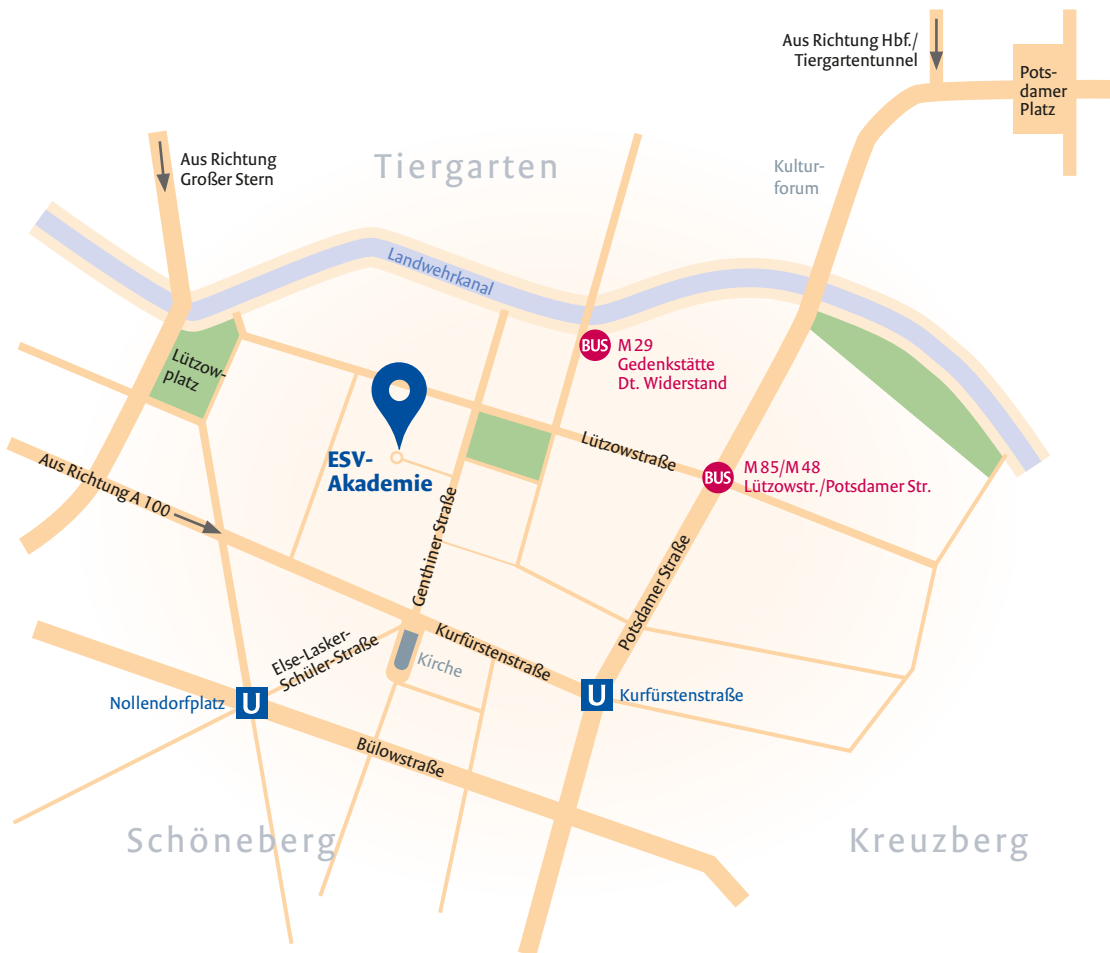 Aus Richtung Hbf./
Tiergartentunnel
Pots-
damer
Platz
Aus Richtung
Großer Stern
Tiergarten
Kultur-
forum
Landwehrkanal
BUS
M 29
Gedenkstätte
Dt. Widerstand
Lützow-
platz
ESV-
Akademie
Lützowstraße
BUS
M 85/M 48
Lützowstr./Potsdamer Str.
Aus Richtung A 100
Genthiner Straße
Potsdamer Straße
Else-Lasker-
Schüler-Straße
Kirche
Kurfürstenstraße
Nollendorfplatz
U
U
Kurfürstenstraße
Bülowstraße
Schöneberg
Kreuzberg